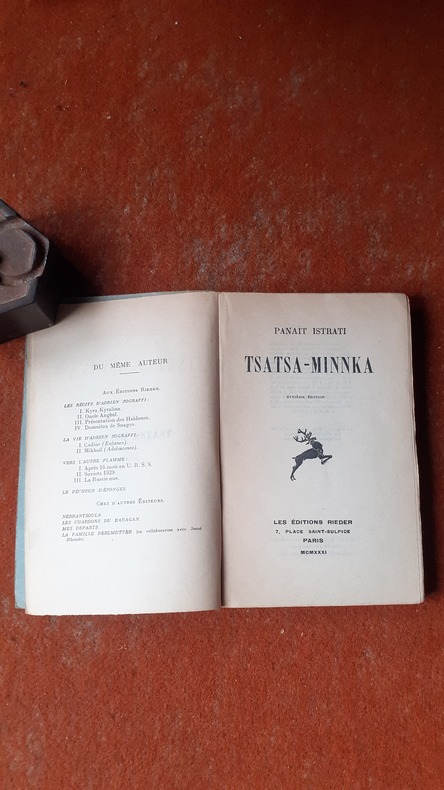 DU MÊME AUTEUR
AUX ÉDITIONS RIEDER.
LES RÉCITS D'ADRIEN ZOGRAFFI :
I. Kyra Kyralina.
II. Oncle Anghel.
III. Présentation des Haïdoucs.
IV. Domnitza de Snagov.
LA VIE D'ADRIEN ZOGRAFFI :
I. Codine (Enfance).
II. Mikhaïl (Adolescence).
VERS L'AUTRE FLAMME :
I. Après 16 mois en U. R. S. S.
II. Soviets 1929.
III. La Russie nue.
LE PÊCHEUR D'ÉPONGES.
CHEZ D'AUTRES ÉDITEURS.
NERRANTSOULA.
LES CHARDONS DU BARAGAN.
MES DÉPARTS.
LA FAMILLE PERLMUTTER (en collaboration avec Josué
Jéhouda).
PANAIT ISTRATI
TSATSA-MINNKA
ÉDITION
LES ÉDITIONS RIEDER
7, PLACE SAINT-SULPICE
PARIS
MCMXXXI